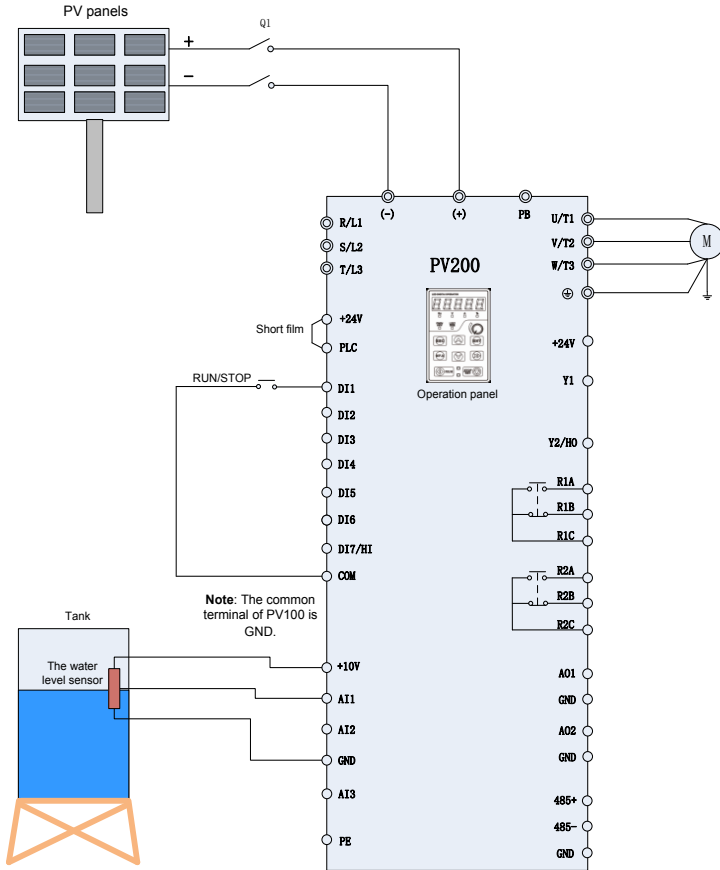 PV panels
Q1
+
−
(-)
(+)
PB
R/L1
S/L2
T/L3
PV200
U/T1
V/T2
W/T3
M
Short film
+24V
PLC
Operation panel
+24V
Y1
RUN/STOP
DI1
DI2
DI3
DI4
DI5
DI6
DI7/HI
COM
Y2/HO
R1A
R1B
R1C
R2A
R2B
R2C
Note: The common
terminal of PV100 is
GND.
Tank
The water
level sensor
+10V
AI1
AI2
GND
AI3
PE
AO1
GND
AO2
GND
485+
485-
GND